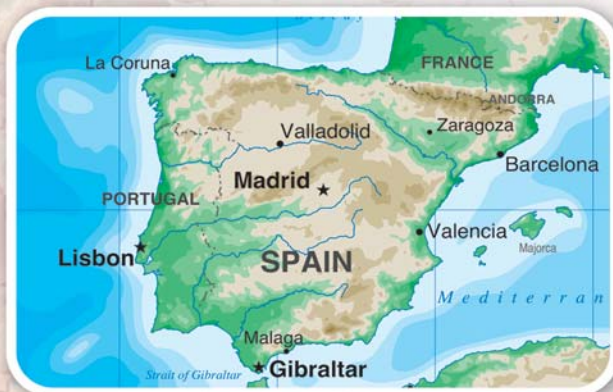 Biscay
La Coruna
FRANCE
ANDORRA
Valladolid
Zaragoza
Barcelona
Madrid
PORTUGAL
Valencia
Majorca
Lisbon
SPAIN
Mediterran
Malaga
Strait of Gibraltar
Gibraltar